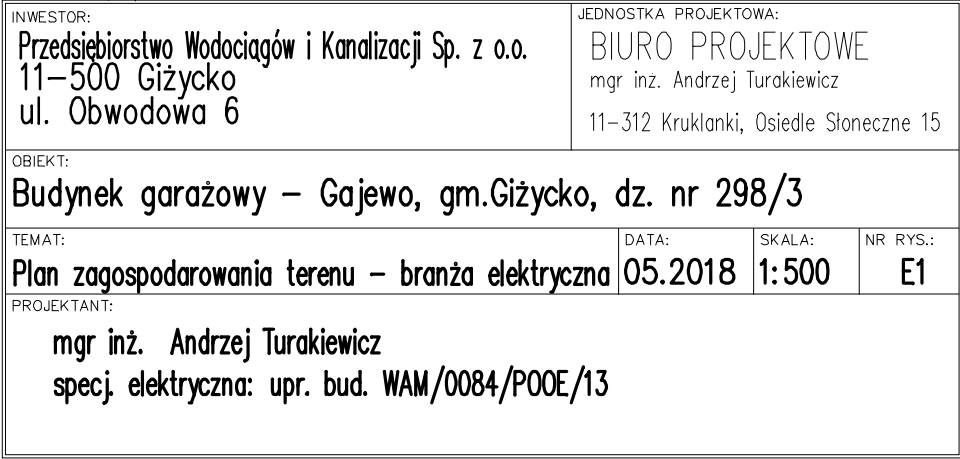 INWESTOR:
Przedsiębiorstwo Wodociągów i Kanalizacji Sp. z o.o.
11-500 Giżycko
ul. Obwodowa 6
JEDNOSTKA PROJEKTOWA:
BIURO PROJEKTOWE
mgr inż. Andrzej Turakiewicz
11-312 Kruklanki, Osiedle Słoneczne 15
OBIEKT:
Budynek garażowy - Gajewo, gm.Giżycko, dz. nr 298/3
TEMAT:
Plan zagospodarowania terenu - branża elektryczna
DATA:
05.2018
SKALA:
1:500
NR RYS.:
E1
PROJEKTANT:
mgr inż. Andrzej Turakiewicz
specj. elektryczna: upr. bud. WAM/0084/POOE/13